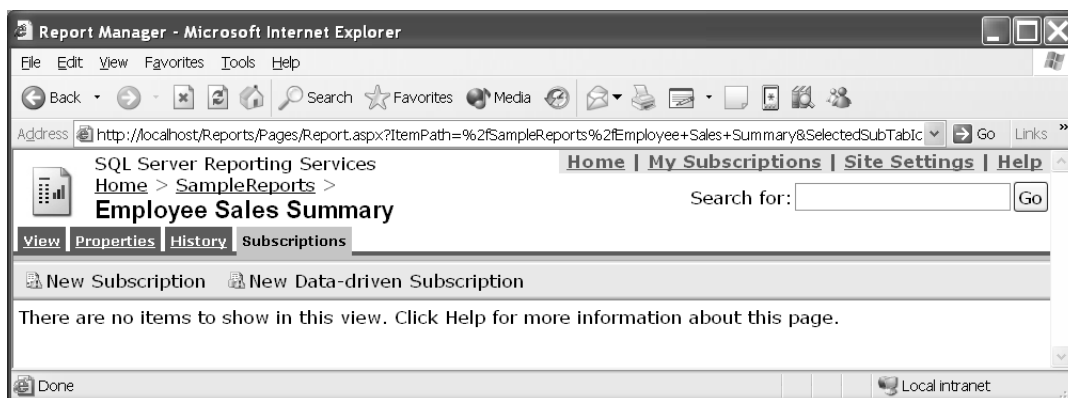 Report Manager - Microsoft Internet Explorer
File Edit View Favorites Tools Help
Back Search Favorites Media
Address http://localhost/Reports/Pages/Report.aspx?ItemPath=%2fSampleReports%2fEmployee+Sales+Summary&SelectedSubTabIc Go Links »
SQL Server Reporting Services
Home | My Subscriptions | Site Settings | Help
Home > SampleReports >
Employee Sales Summary
Search for: Go
View Properties History Subscriptions
New Subscription New Data-driven Subscription
There are no items to show in this view. Click Help for more information about this page.
Done Local intranet